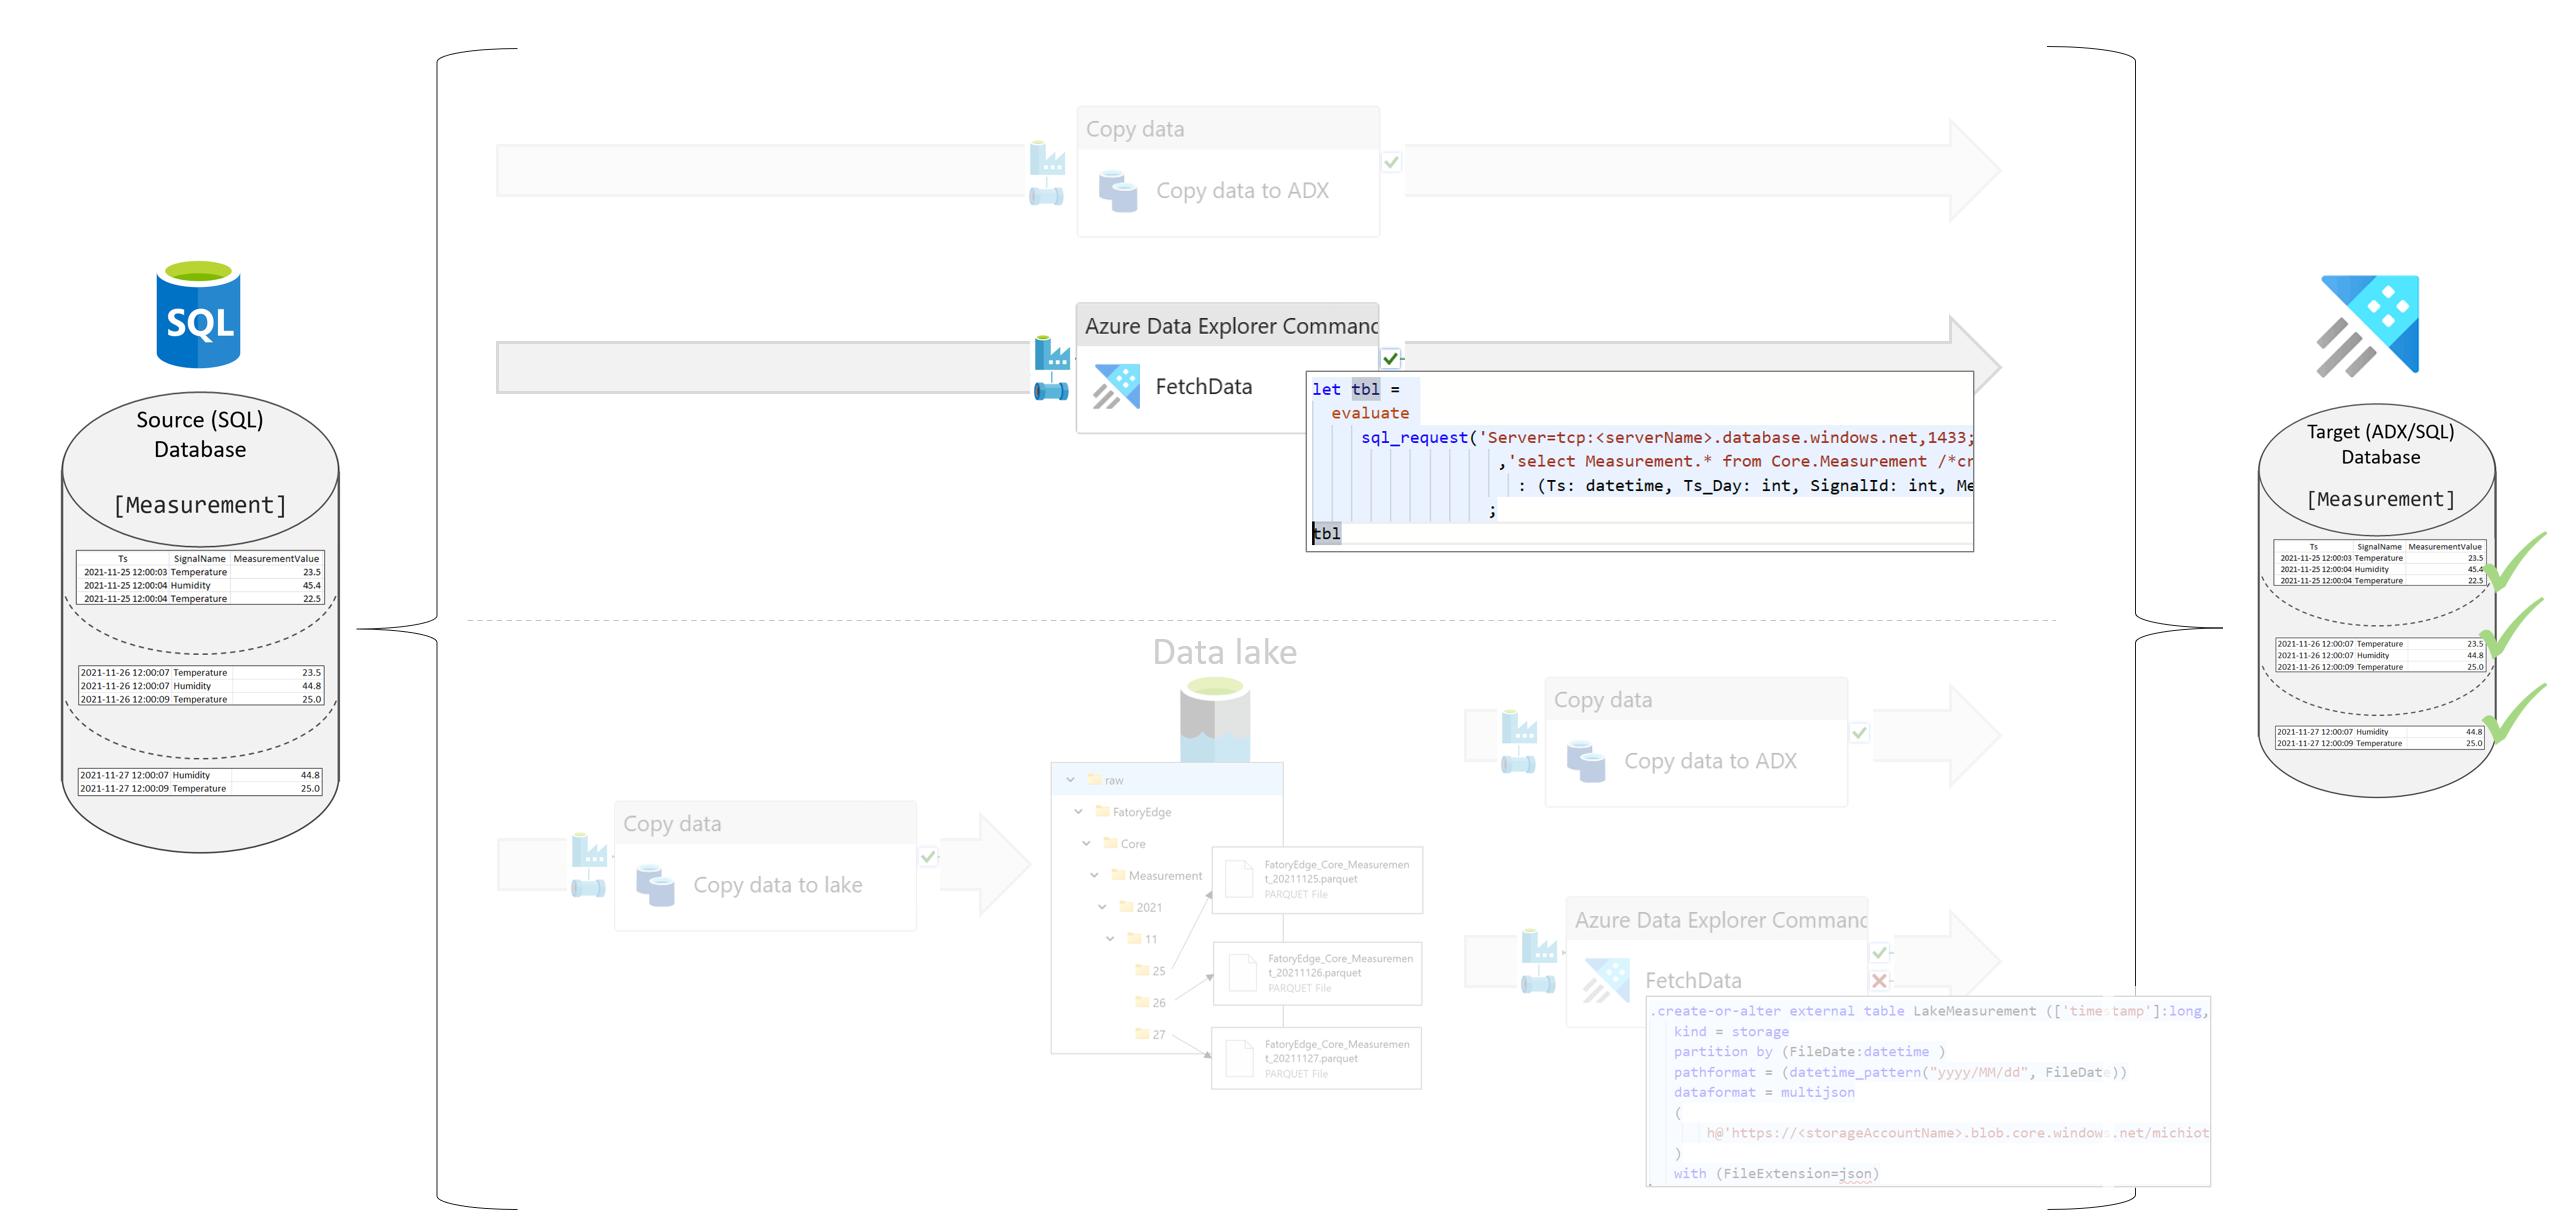 Copy data
Copy data to ADX
SQL
Source (SQL)
Database
[Measurement]
Ts SignalName MeasurementValue
2021-11-25 12:00:03 Temperature 23.5
2021-11-25 12:00:04 Humidity 45.4
2021-11-25 12:00:04 Temperature 22.5
2021-11-26 12:00:07 Temperature 23.5
2021-11-26 12:00:07 Humidity 44.8
2021-11-26 12:00:09 Temperature 25.0
2021-11-27 12:00:07 Humidity 44.8
2021-11-27 12:00:09 Temperature 25.0
Azure Data Explorer Command
FetchData
let tbl =
evaluate
sql_request('Server=tcp:<serverName>.database.windows.net,1433;
,'select Measurement.* from Core.Measurement /*cr
: (Ts: datetime, Ts_Day: int, SignalId: int, Me
;
tbl
Data lake
Copy data
Copy data to lake
raw
FatoryEdge
Core
Measurement
2021
11
25
26
27
FatoryEdge_Core_Measuremen
t_20211125.parquet
PARQUET File
FatoryEdge_Core_Measuremen
t_20211126.parquet
PARQUET File
FatoryEdge_Core_Measuremen
t_20211127.parquet
PARQUET File
Copy data
Copy data to ADX
Azure Data Explorer Command
FetchData
.create-or-alter external table LakeMeasurement (['timestamp']:long,
kind = storage
partition by (FileDate:datetime )
pathformat = (datetime_pattern("yyyy/MM/dd", FileDate))
dataformat = multijson
(
h@'https://<storageAccountName>.blob.core.windows.net/michiot
)
with (FileExtension=json)
Target (ADX/SQL)
Database
[Measurement]
Ts SignalName MeasurementValue
2021-11-25 12:00:03 Temperature 23.5
2021-11-25 12:00:04 Humidity 45.4
2021-11-25 12:00:04 Temperature 22.5
2021-11-26 12:00:07 Temperature 23.5
2021-11-26 12:00:07 Humidity 44.8
2021-11-26 12:00:09 Temperature 25.0
2021-11-27 12:00:07 Humidity 44.8
2021-11-27 12:00:09 Temperature 25.0